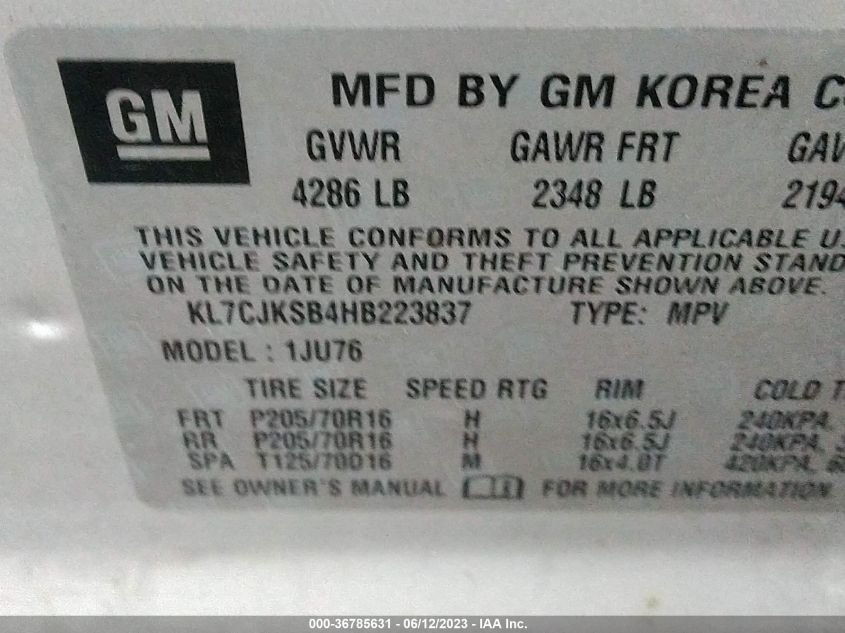 GM
MFD BY GM KOREA
GVWR GAWR FRT
4286 LB 2348 LB 2194
THIS VEHICLE CONFORMS TO ALL APPLICABLE U.
VEHICLE SAFETY AND THEFT PREVENTION STAND
ON THE DATE OF MANUFACTURE SHOWN ABOVE.
KL7CJKSB4HB223837 TYPE: MPV
MODEL : 1JU76
TIRE SIZE SPEED RTG RIM COLD
FRT P205/70R16 H 16x6.5J 240KPA,
RR P205/70R16 H 16x6.5J 240KPA,
SPA T125/70D16 M 16x4.0T 420KPA,
SEE OWNER'S MANUAL FOR MORE INFORMATION
000-36785631 - 06/12/2023 - IAA Inc.